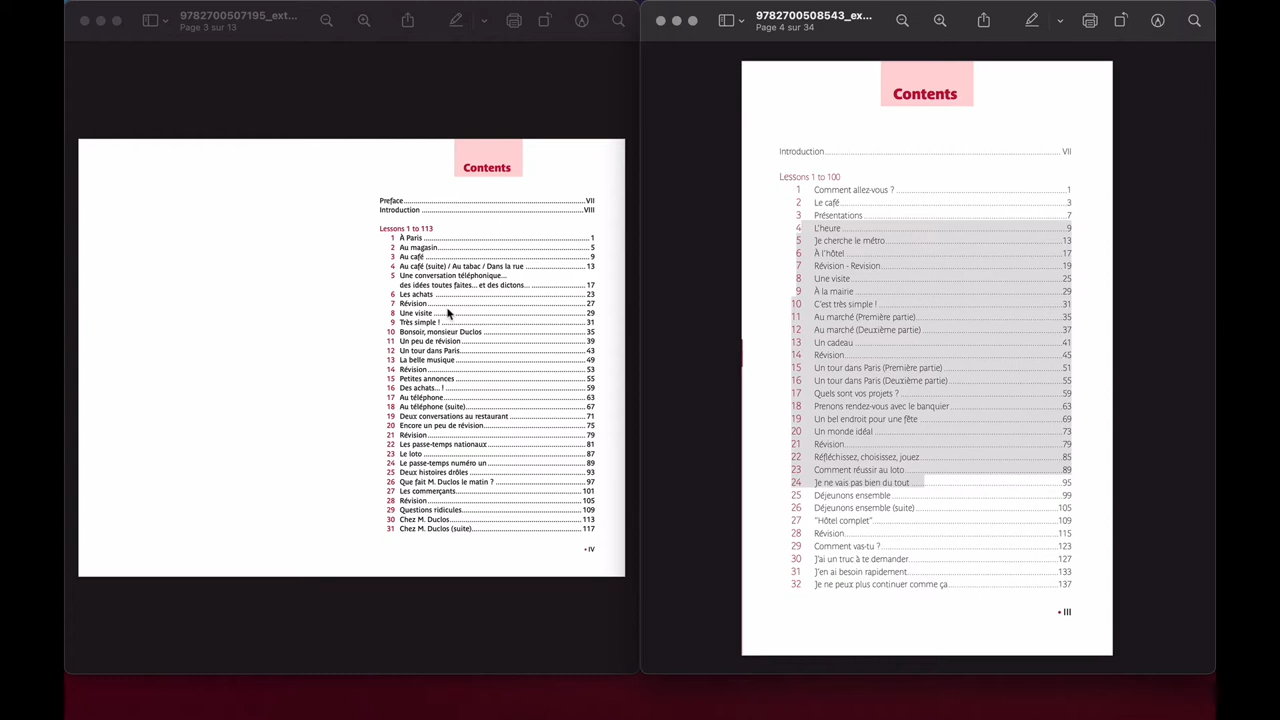 9782700507195_ext...
Page 3 sur 13
Contents
Preface VII
Introduction VIII
Lessons 1 to 113
1 À Paris 1
2 Au magasin 5
3 Au café 9
4 Au café (suite) / Au tabac / Dans la rue 13
5 Une conversation téléphonique...
des idées toutes faites... et des dictons... 17
6 Les achats 23
7 Révision 27
8 Une visite 29
9 Très simple ! 31
10 Bonsoir, monsieur Duclos 35
11 Un peu de révision 39
12 Un tour dans Paris 43
13 La belle musique 49
14 Révision 53
15 Petites annonces 55
16 Des achats... ! 59
17 Au téléphone 63
18 Au téléphone (suite) 67
19 Deux conversations au restaurant 71
20 Encore un peu de révision 75
21 Révision 79
22 Les passe-temps nationaux 81
23 Le loto 87
24 Le passe-temps numéro un 89
25 Deux histoires drôles 93
26 Que fait M. Duclos le matin ? 97
27 Les commerçants 101
28 Révision 105
29 Questions ridicules 109
30 Chez M. Duclos 113
31 Chez M. Duclos (suite) 117
• IV
9782700508543_ex...
Page 4 sur 34
Contents
Introduction VII
Lessons 1 to 100
1 Comment allez-vous ? 1
2 Le café 3
3 Présentations 7
4 L'heure 9
5 Je cherche le métro 13
6 À l'hôtel 17
7 Révision - Revision 19
8 Une visite 25
9 À la mairie 29
10 C'est très simple ! 31
11 Au marché (Première partie) 35
12 Au marché (Deuxième partie) 37
13 Un cadeau 41
14 Révision 45
15 Un tour dans Paris (Première partie) 51
16 Un tour dans Paris (Deuxième partie) 55
17 Quels sont vos projets ? 59
18 Prenons rendez-vous avec le banquier 63
19 Un bel endroit pour une fête 69
20 Un monde idéal 73
21 Révision 79
22 Réfléchissez, choisissez, jouez 85
23 Comment réussir au loto 89
24 Je ne vais pas bien du tout 95
25 Déjeunons ensemble 99
26 Déjeunons ensemble (suite) 105
27 "Hôtel complet" 109
28 Révision 115
29 Comment vas-tu ? 123
30 J'ai un truc à te demander 127
31 J'en ai besoin rapidement 133
32 Je ne peux plus continuer comme ça 137
• III